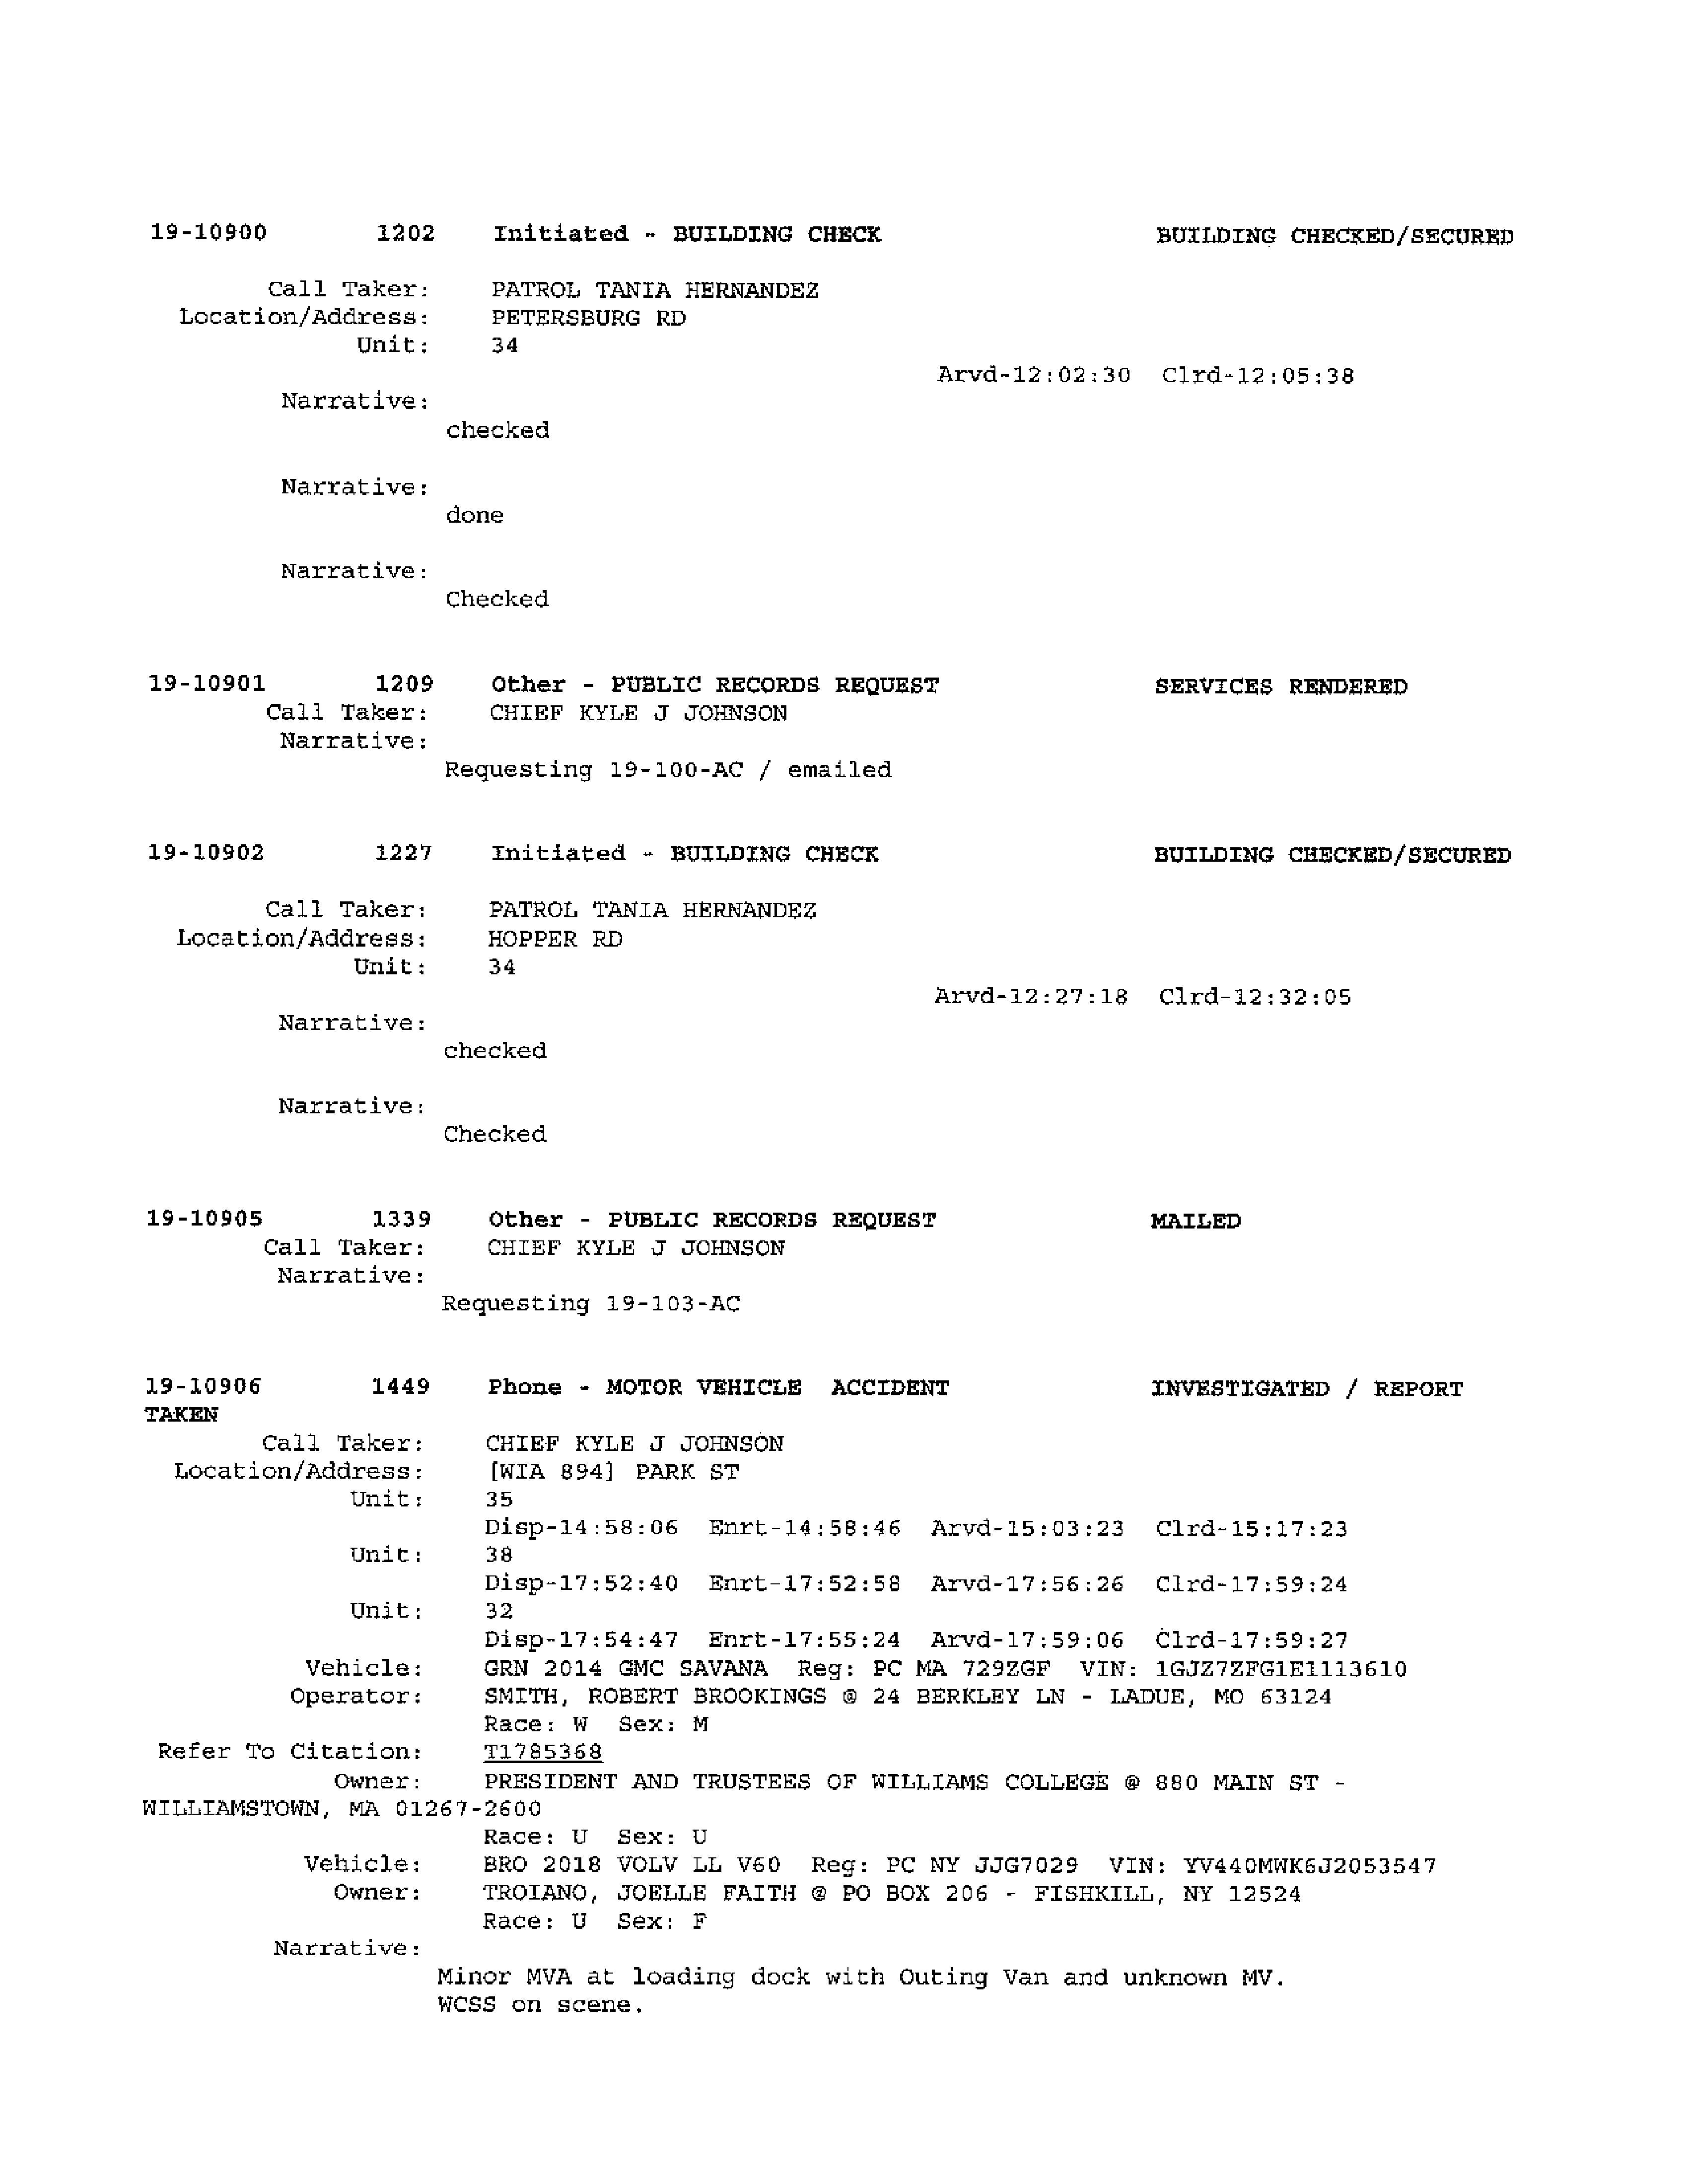 19-10900 1202 Initiated - BUILDING CHECK BUILDING CHECKED/SECURED
Call Taker: PATROL TANIA HERNANDEZ
Location/Address: PETERSBURG RD
Unit: 34
Arvd-12:02:30 Clrd-12:05:38
Narrative:
checked
Narrative:
done
Narrative:
Checked
19-10901 1209 Other - PUBLIC RECORDS REQUEST SERVICES RENDERED
Call Taker: CHIEF KYLE J JOHNSON
Narrative:
Requesting 19-100-AC / emailed
19-10902 1227 Initiated - BUILDING CHECK BUILDING CHECKED/SECURED
Call Taker: PATROL TANIA HERNANDEZ
Location/Address: HOPPER RD
Unit: 34
Arvd-12:27:18 Clrd-12:32:05
Narrative:
checked
Narrative:
Checked
19-10905 1339 Other - PUBLIC RECORDS REQUEST MAILED
Call Taker: CHIEF KYLE J JOHNSON
Narrative:
Requesting 19-103-AC
19-10906 1449 Phone - MOTOR VEHICLE ACCIDENT INVESTIGATED / REPORT
TAKEN
Call Taker: CHIEF KYLE J JOHNSON
Location/Address: [WIA 894] PARK ST
Unit: 35
Disp-14:58:06 Enrt-14:58:46 Arvd-15:03:23 Clrd-15:17:23
Unit: 38
Disp-17:52:40 Enrt-17:52:58 Arvd-17:56:26 Clrd-17:59:24
Unit: 32
Disp-17:54:47 Enrt-17:55:24 Arvd-17:59:06 Clrd-17:59:27
Vehicle: GRN 2014 GMC SAVANA Reg: PC MA 729ZGF VIN: 1GJZ7ZFG1E1113610
Operator: SMITH, ROBERT BROOKINGS @ 24 BERKLEY LN - LADUE, MO 63124
Race: W Sex: M
Refer To Citation: T1785368
Owner: PRESIDENT AND TRUSTEES OF WILLIAMS COLLEGE @ 880 MAIN ST -
WILLIAMSTOWN, MA 01267-2600
Race: U Sex: U
Vehicle: BRO 2018 VOLV LL V60 Reg: PC NY JJG7029 VIN: YV440MWK6J2053547
Owner: TROIANO, JOELLE FAITH @ PO BOX 206 - FISHKILL, NY 12524
Race: U Sex: F
Narrative:
Minor MVA at loading dock with Outing Van and unknown MV.
WCSS on scene.